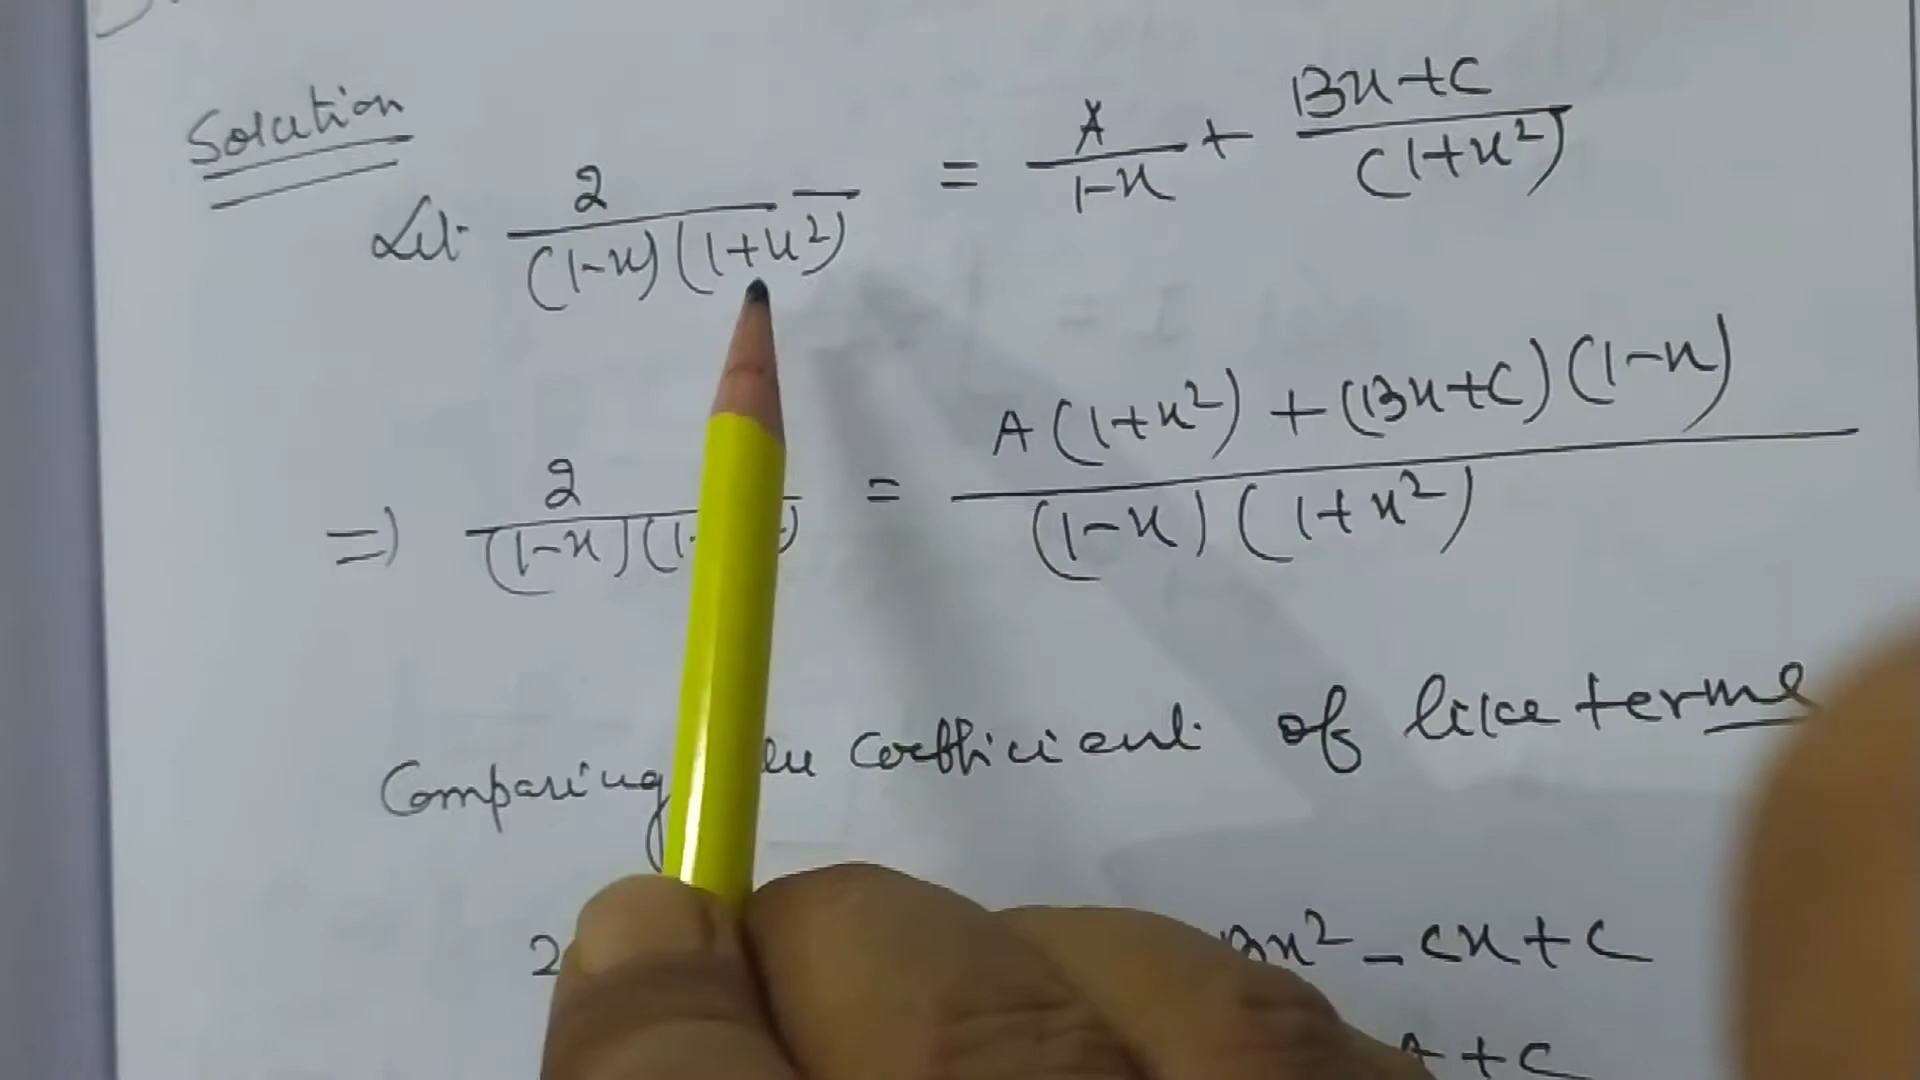 Solution
Let 2/((1-x)(1+x²)) = A/(1-x) + (Bx+C)/(1+x²)
=> 2/((1-x)(1 = (A(1+x²)+(Bx+C)(1-x))/((1-x)(1+x²))
Comparing coefficient of like terms
2 Bx² - Cx + C
A + C